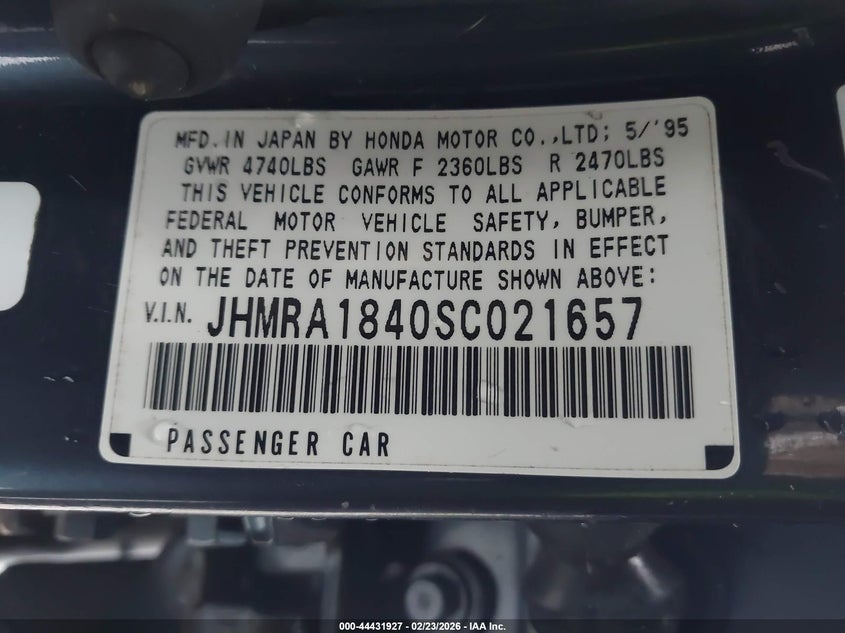 MFD. IN JAPAN BY HONDA MOTOR CO.,LTD; 5/'95
GVWR 4740LBS GAWR F 2360LBS R 2470LBS
THIS VEHICLE CONFORMS TO ALL APPLICABLE
FEDERAL MOTOR VEHICLE SAFETY, BUMPER,
AND THEFT PREVENTION STANDARDS IN EFFECT
ON THE DATE OF MANUFACTURE SHOWN ABOVE:
V.I.N. JHMRA1840SC021657
PASSENGER CAR
000-44431927 - 02/23/2026 - IAA Inc.